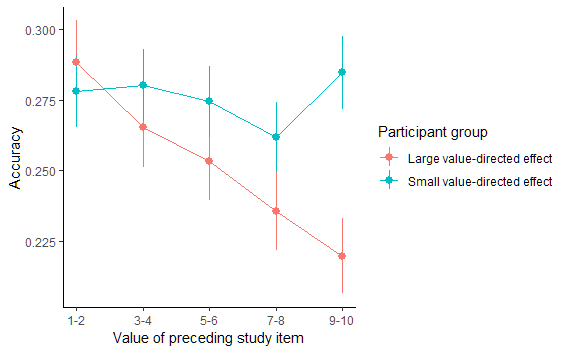 0.300
0.275
0.250
0.225
Accuracy
1-2 3-4 5-6 7-8 9-10
Value of preceding study item
Participant group
Large value-directed effect
Small value-directed effect